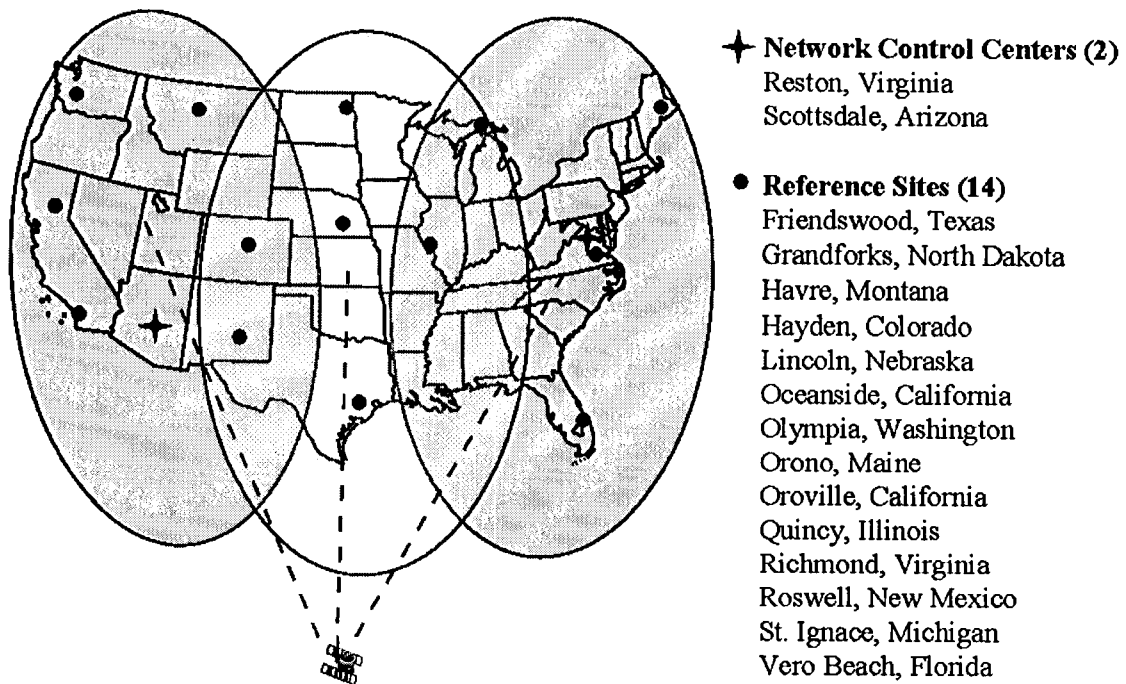 Network Control Centers (2)
Reston, Virginia
Scottsdale, Arizona
Reference Sites (14)
Friendswood, Texas
Grandforks, North Dakota
Havre, Montana
Hayden, Colorado
Lincoln, Nebraska
Oceanside, California
Olympia, Washington
Orono, Maine
Oroville, California
Quincy, Illinois
Richmond, Virginia
Roswell, New Mexico
St. Ignace, Michigan
Vero Beach, Florida